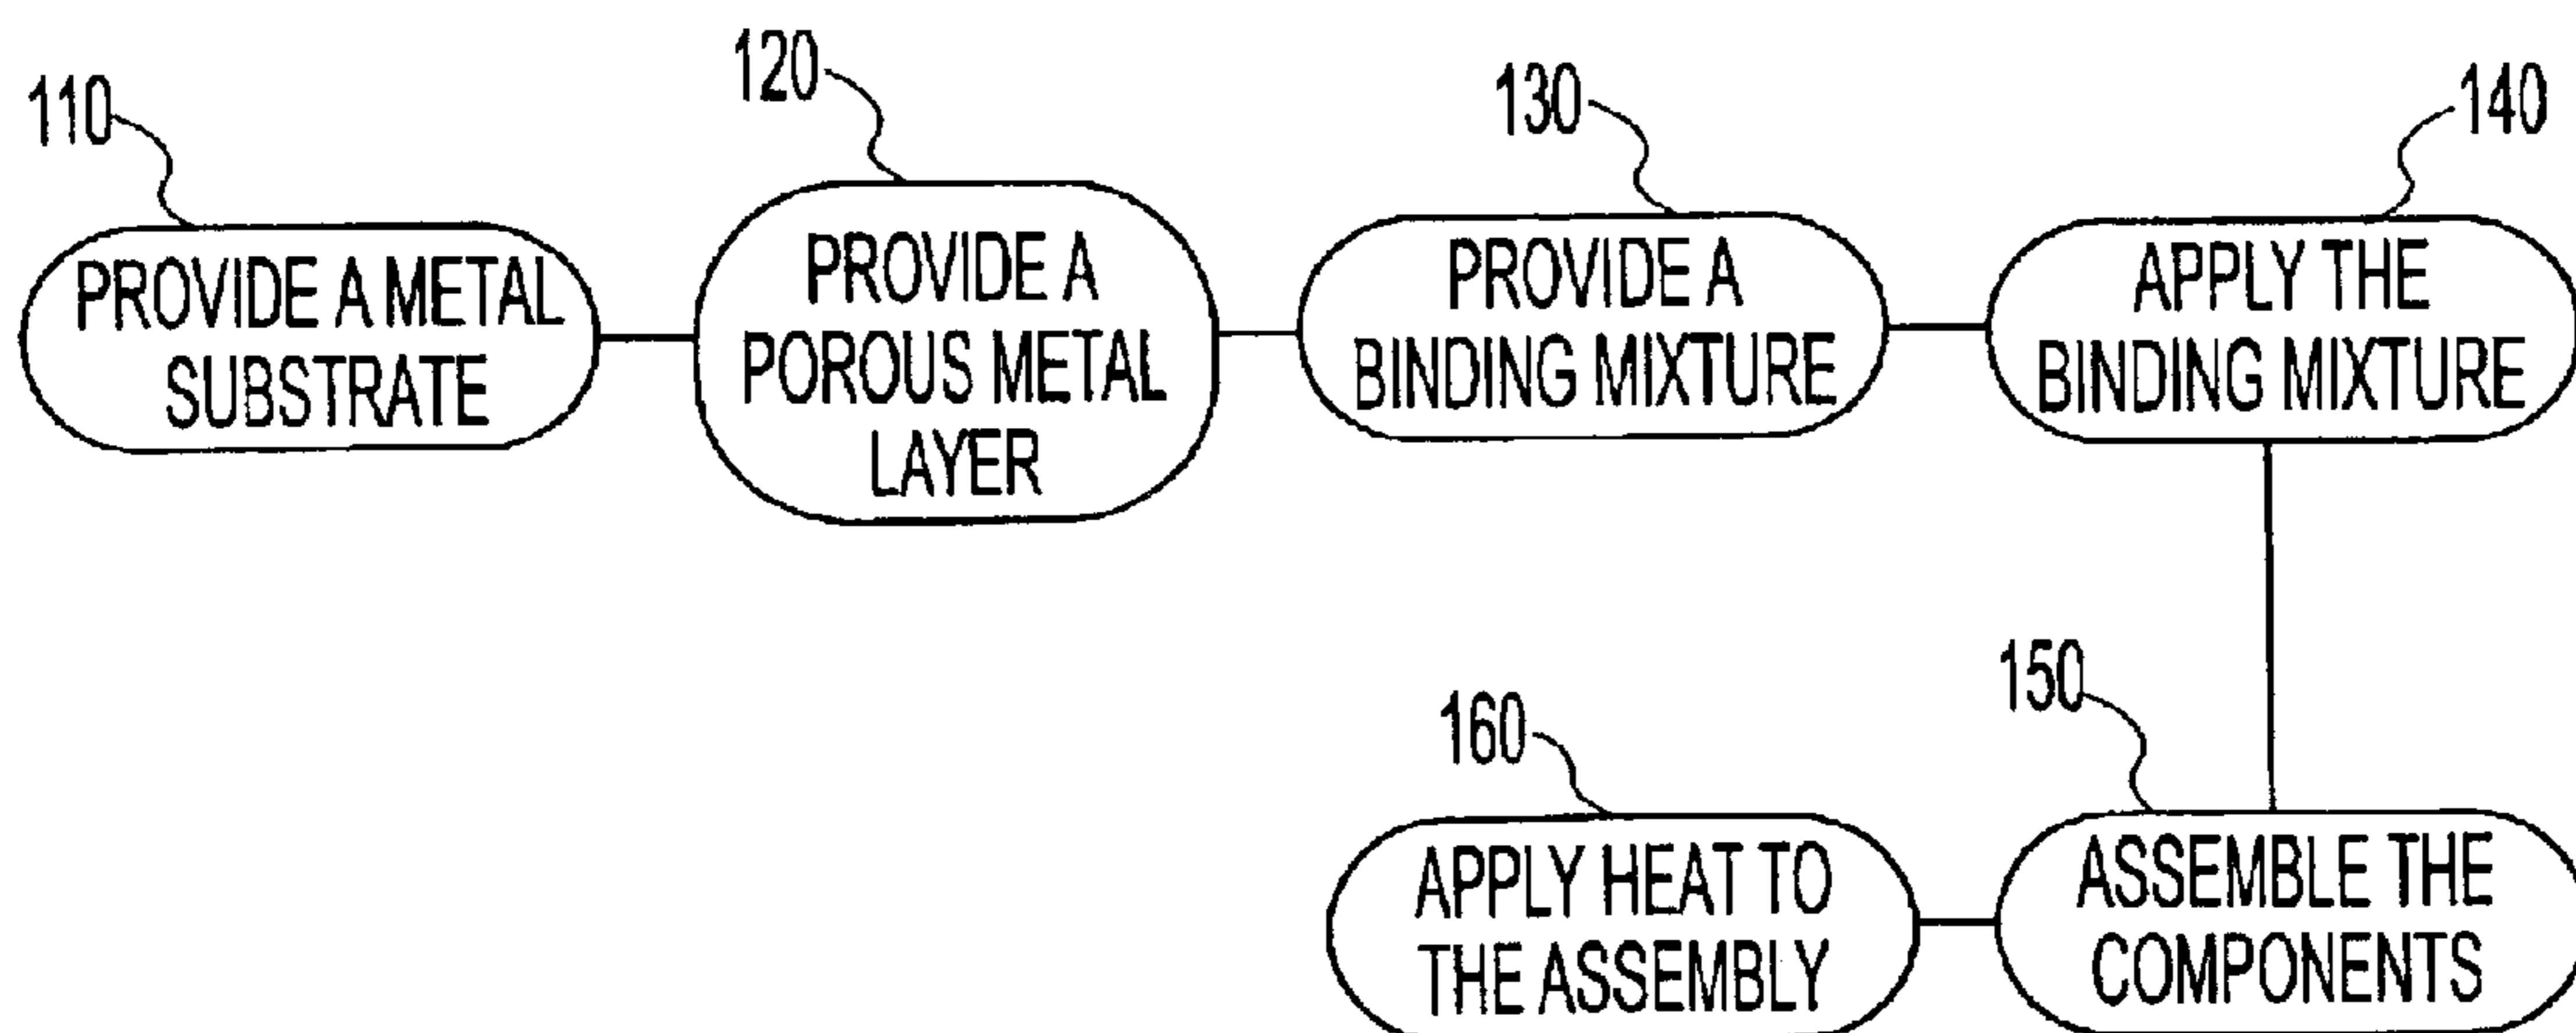 110
PROVIDE A METAL
SUBSTRATE
120
PROVIDE A
POROUS METAL
LAYER
130
PROVIDE A
BINDING MIXTURE
140
APPLY THE
BINDING MIXTURE
150
ASSEMBLE THE
COMPONENTS
160
APPLY HEAT TO
THE ASSEMBLY